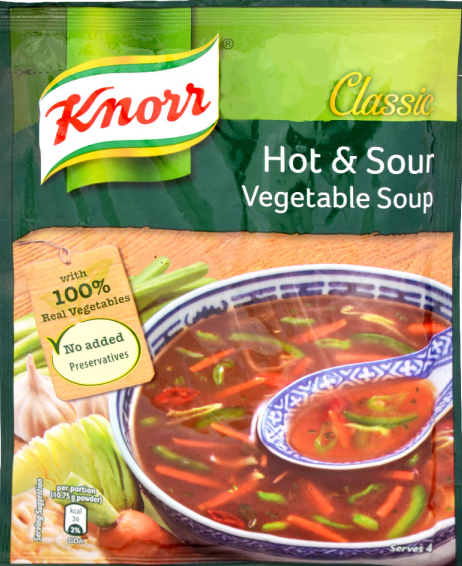 Knorr
®
Classic
Hot & Sour
Vegetable Soup
with
100%
Real Vegetables
No added
Preservatives
Serving Suggestion
per portion
(10.75 g powder)
kcal
36
2%
GDA*
Serves 4